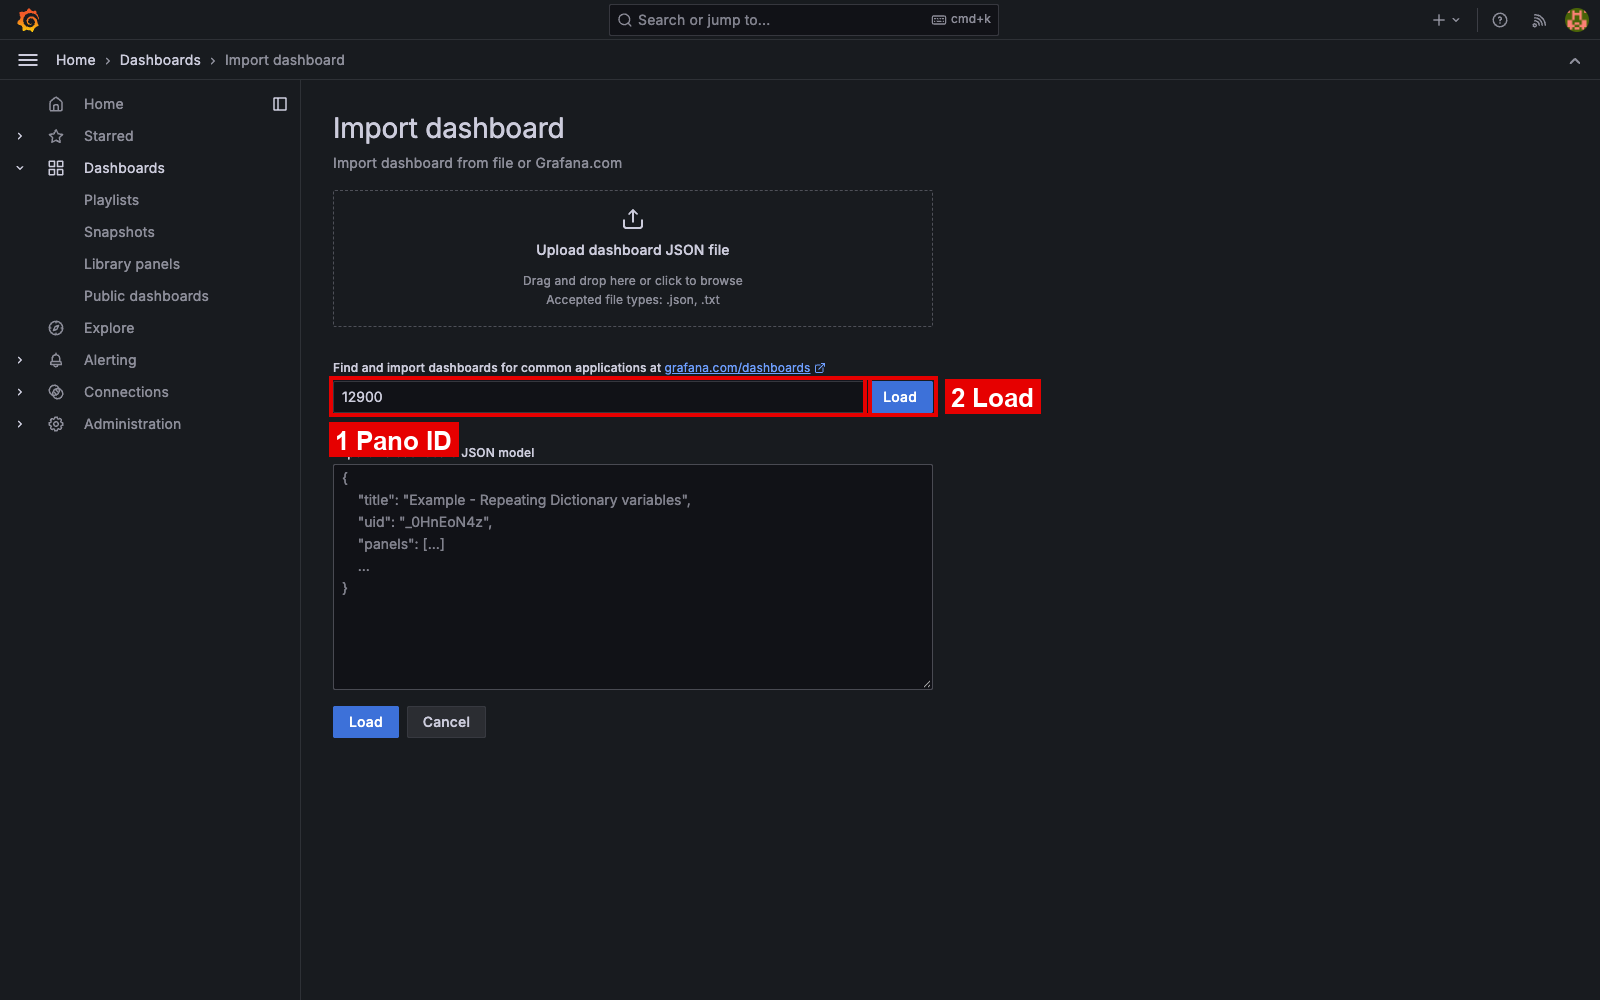 Search or jump to...
cmd+k
Home › Dashboards › Import dashboard
Home
Starred
Dashboards
Playlists
Snapshots
Library panels
Public dashboards
Explore
Alerting
Connections
Administration
Import dashboard
Import dashboard from file or Grafana.com
Upload dashboard JSON file
Drag and drop here or click to browse
Accepted file types: .json, .txt
Find and import dashboards for common applications at grafana.com/dashboards
12900
Load
2 Load
1 Pano ID
JSON model
{
"title": "Example - Repeating Dictionary variables",
"uid": "_0HnEoN4z",
"panels": [...]
...
}
Load
Cancel